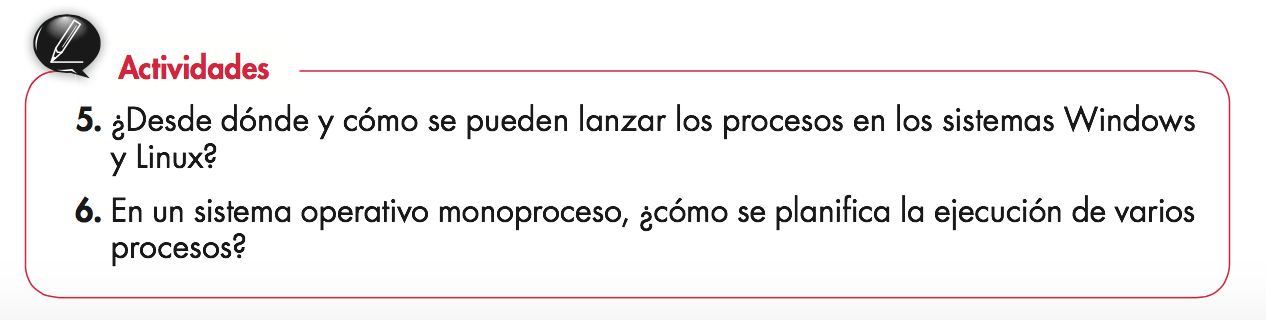 Actividades
5. ¿Desde dónde y cómo se pueden lanzar los procesos en los sistemas Windows
y Linux?
6. En un sistema operativo monoproceso, ¿cómo se planifica la ejecución de varios
procesos?